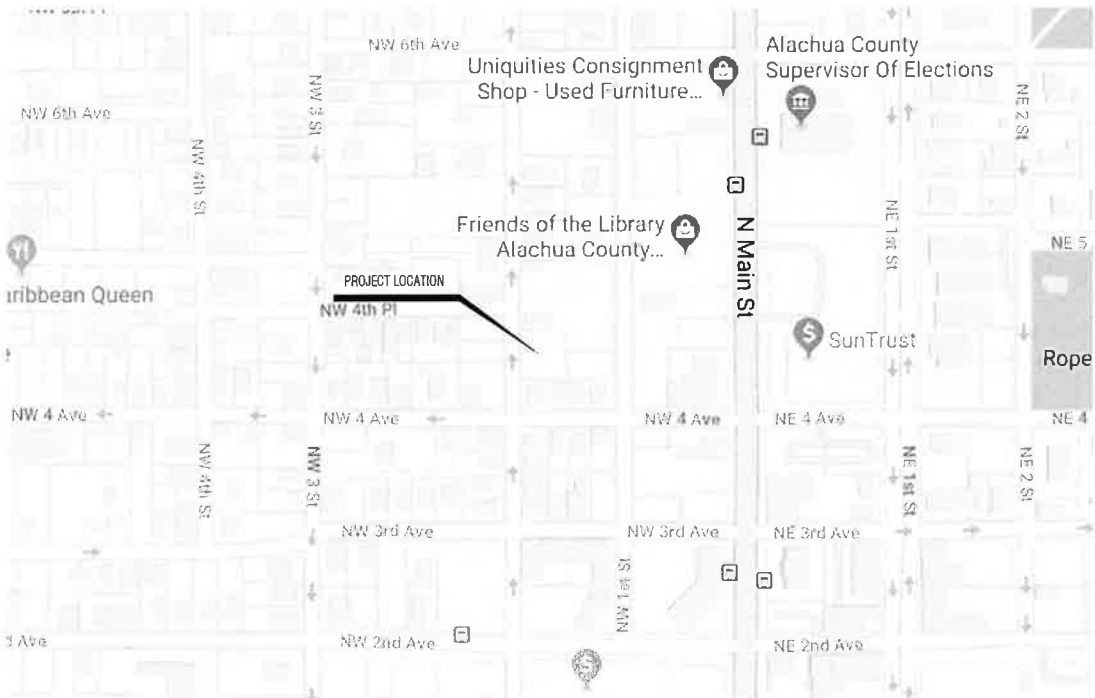 NW 6th Ave
Uniquities Consignment
Shop - Used Furniture...
Alachua County
Supervisor Of Elections
NW 6th Ave
NW 3 St
NE 2 St
NW 4th St
Friends of the Library
Alachua County...
N Main St
NE 1st St
NE 5
aribbean Queen
PROJECT LOCATION
NW 4th Pl
SunTrust
Rope
NW 4 Ave
NW 4 Ave
NW 4 Ave
NE 4 Ave
NE 4
NW 4th St
NW 3 St
NE 1st St
NE 2 St
NW 3rd Ave
NW 3rd Ave
NE 3rd Ave
NW 1st St
d Ave
NW 2nd Ave
NE 2nd Ave